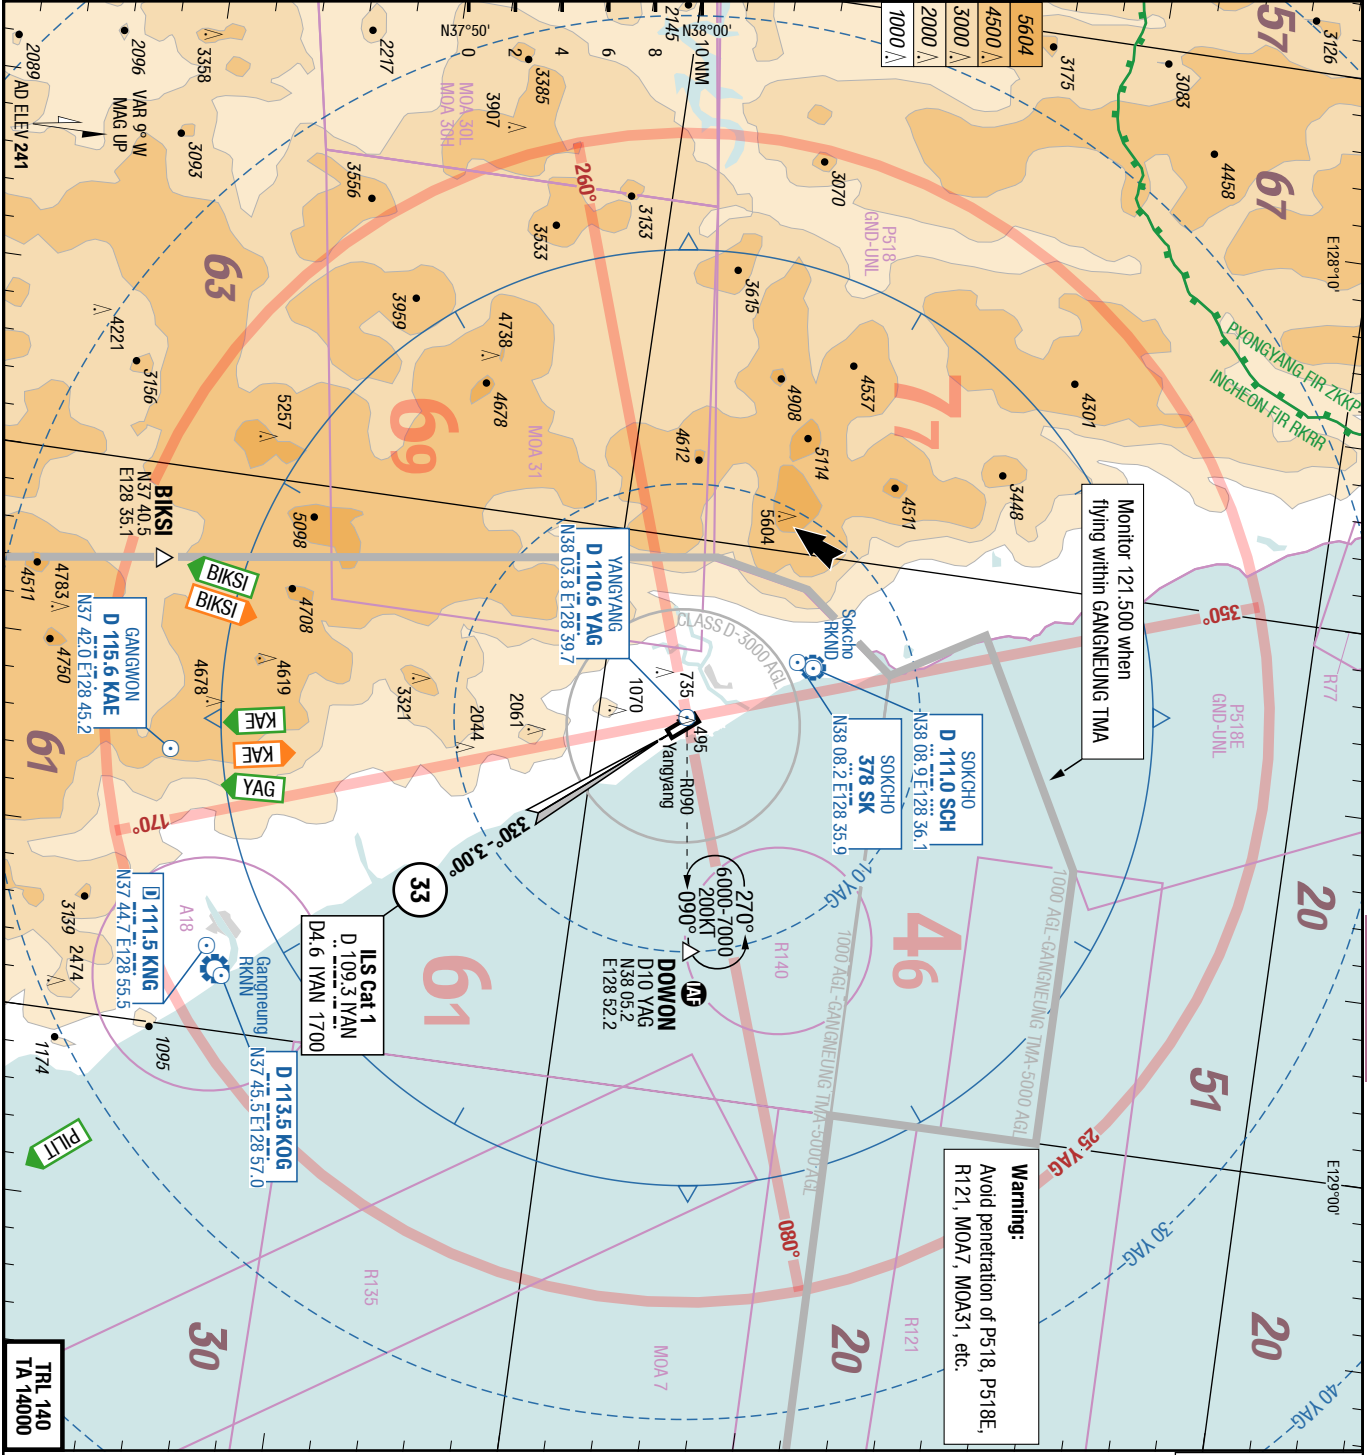 57
67
77
46
20
51
20
20
30
61
61
69
63
3126
3083
3175
4458
4301
3448
4511
4537
4908
5114
5604
4612
3615
3070
3133
3533
3385
3907
2145
2217
3358
2096
2089
3093
3556
3959
4738
4678
4221
3156
5257
5098
4708
4619
4678
4783
4511
4750
3321
2044
2061
1070
735
495
3139
2474
1095
1174
5604
4500
3000
2000
1000
N37°50'
N38°00'
0
2
4
6
8
10 NM
E128°10'
E129°00'
VAR 9° W
MAG UP
AD ELEV 241
PYONGYANG FIR ZKKP
INCHEON FIR RKRR
MOA 30L
MOA 30H
MOA 31
P518
GND-UNL
P518E
GND-UNL
R77
R140
R121
R135
MOA 7
A18
260°
350°
170°
080°
25 YAG
10 YAG
30 YAG
40 YAG
Monitor 121.500 when
flying within GANGNEUNG TMA
Warning:
Avoid penetration of P518, P518E,
R121, MOA7, MOA31, etc.
YANGYANG
D 110.6 YAG
N38 03.8 E128 39.7
SOKCHO
D 111.0 SCH
N38 08.9 E128 36.1
SOKCHO
378 SK
N38 08.2 E128 35.9
Sokcho
RKND
CLASS D-3000 AGL
1000 AGL-GANGNEUNG TMA-5000 AGL
1000 AGL-GANGNEUNG TMA-5000 AGL
Yangyang
R090
270°
6000-7000
200KT
090°
IAF
DOWON
D10 YAG
N38 05.2
E128 52.2
330°-3.00°
33
ILS Cat 1
D 109.3 IYAN
D4.6 IYAN 1700
BIKSI
N37 40.5
E128 35.1
BIKSI
BIKSI
KAE
KAE
YAG
PILIT
GANGWON
D 115.6 KAE
N37 42.0 E128 45.2
D 111.5 KNG
N37 44.7 E128 55.5
Gangneung
RKNN
D 113.5 KOG
N37 45.5 E128 57.0
TRL 140
TA 14000